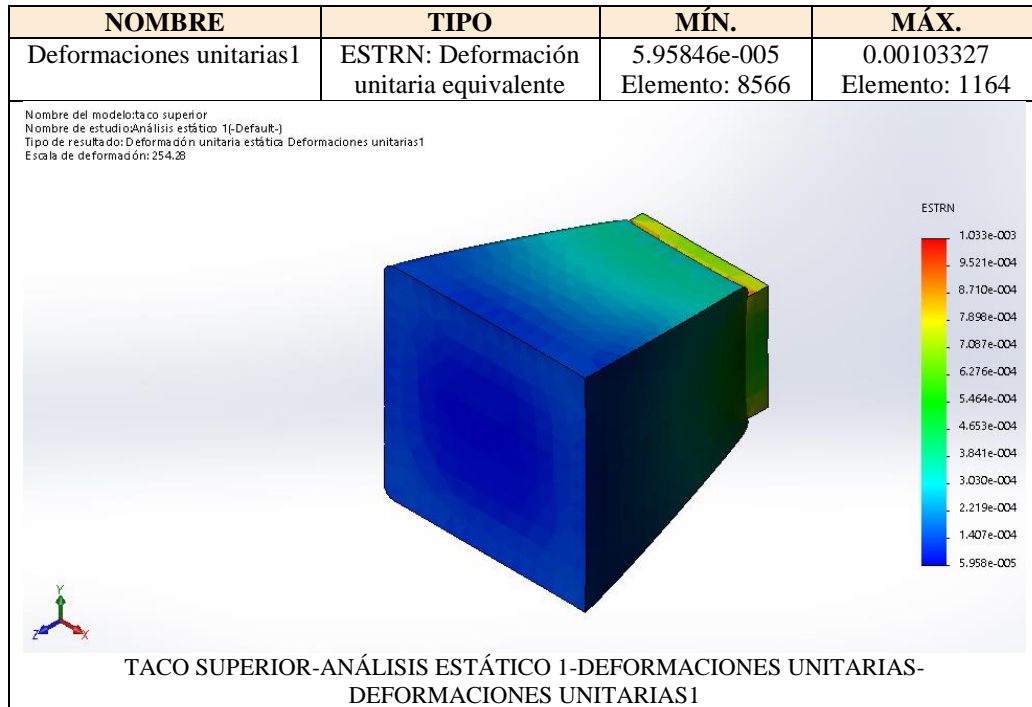 NOMBRE TIPO MÍN. MÁX.
Deformaciones unitarias1 ESTRN: Deformación 5.95846e-005 0.00103327
unitaria equivalente Elemento: 8566 Elemento: 1164
Nombre del modelo:taco superior
Nombre de estudio:Análisis estático 1(-Default-)
Tipo de resultado: Deformación unitaria estática Deformaciones unitarias1
Escala de deformación: 254.28
ESTRN
1.033e-003
9.521e-004
8.710e-004
7.898e-004
7.087e-004
6.276e-004
5.464e-004
4.653e-004
3.841e-004
3.030e-004
2.219e-004
1.407e-004
5.958e-005
Y
Z X
TACO SUPERIOR-ANÁLISIS ESTÁTICO 1-DEFORMACIONES UNITARIAS-
DEFORMACIONES UNITARIAS1